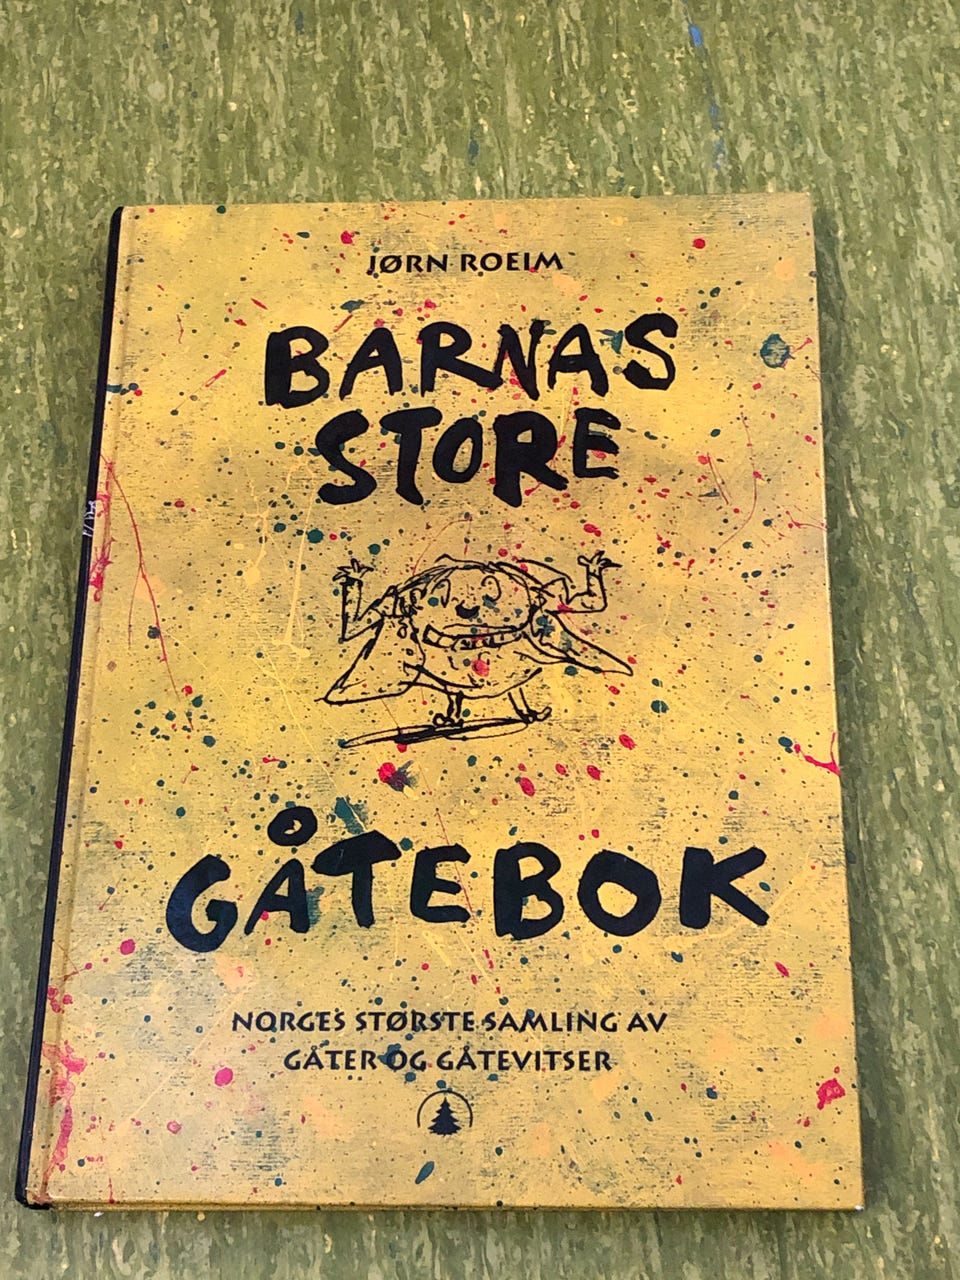 JØRN ROEIM
BARNAS
STORE
GÅTEBOK
NORGES STØRSTE SAMLING AV
GÅTER OG GÅTEVITSER